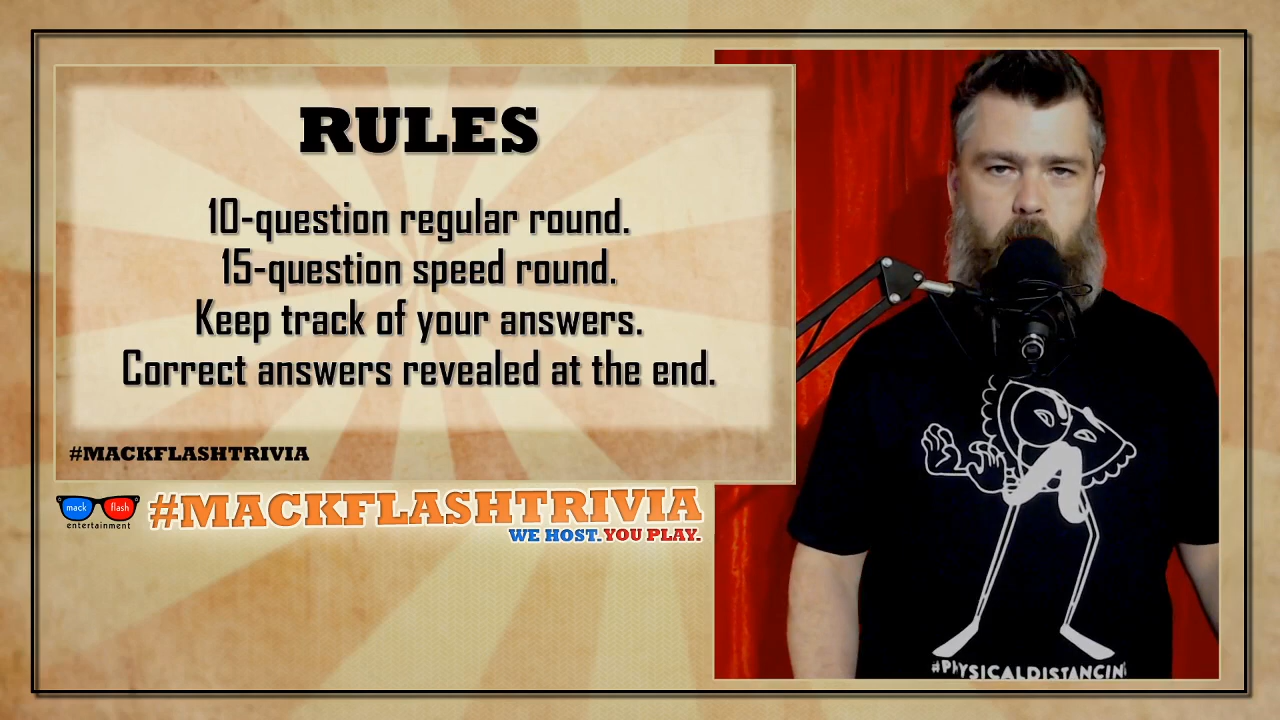 RULES
10-question regular round.
15-question speed round.
Keep track of your answers.
Correct answers revealed at the end.
#MACKFLASHTRIVIA
mack flash
entertainment
#MACKFLASHTRIVIA
WE HOST. YOU PLAY.
#PHYSICALDISTANCIN